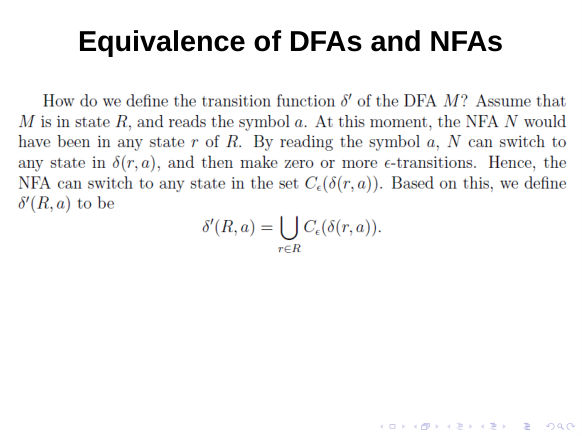 Equivalence of DFAs and NFAs
How do we define the transition function δ′ of the DFA M? Assume that
M is in state R, and reads the symbol a. At this moment, the NFA N would
have been in any state r of R. By reading the symbol a, N can switch to
any state in δ(r, a), and then make zero or more ϵ-transitions. Hence, the
NFA can switch to any state in the set Cϵ(δ(r, a)). Based on this, we define
δ′(R, a) to be
δ′(R, a) = ⋃ Cϵ(δ(r, a)).
r∈R